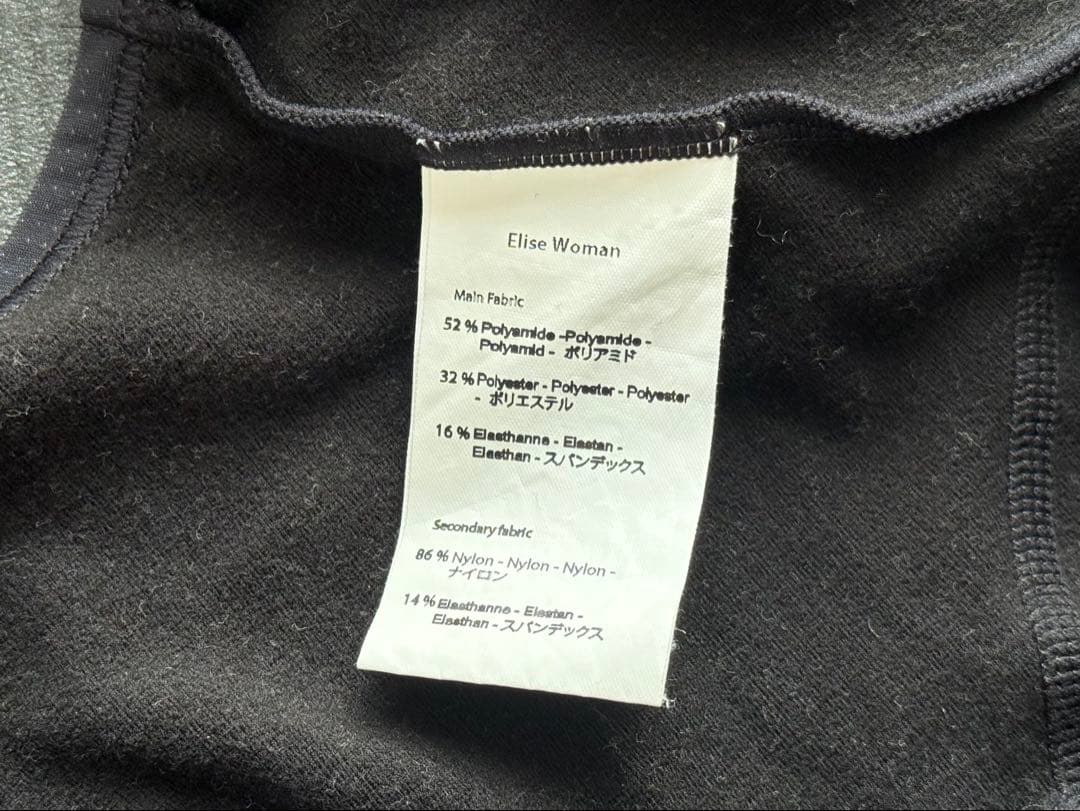 Elise Woman
Main Fabric
52 % Polyamide -Polyamide -
Polyamid - ポリアミド
32 % Polyester - Polyester - Polyester
- ポリエステル
16 % Elasthanne - Elastan -
Elasthan - スパンデックス
Secondary fabric
86 % Nylon - Nylon - Nylon -
ナイロン
14 % Elasthanne - Elastan -
Elasthan - スパンデックス